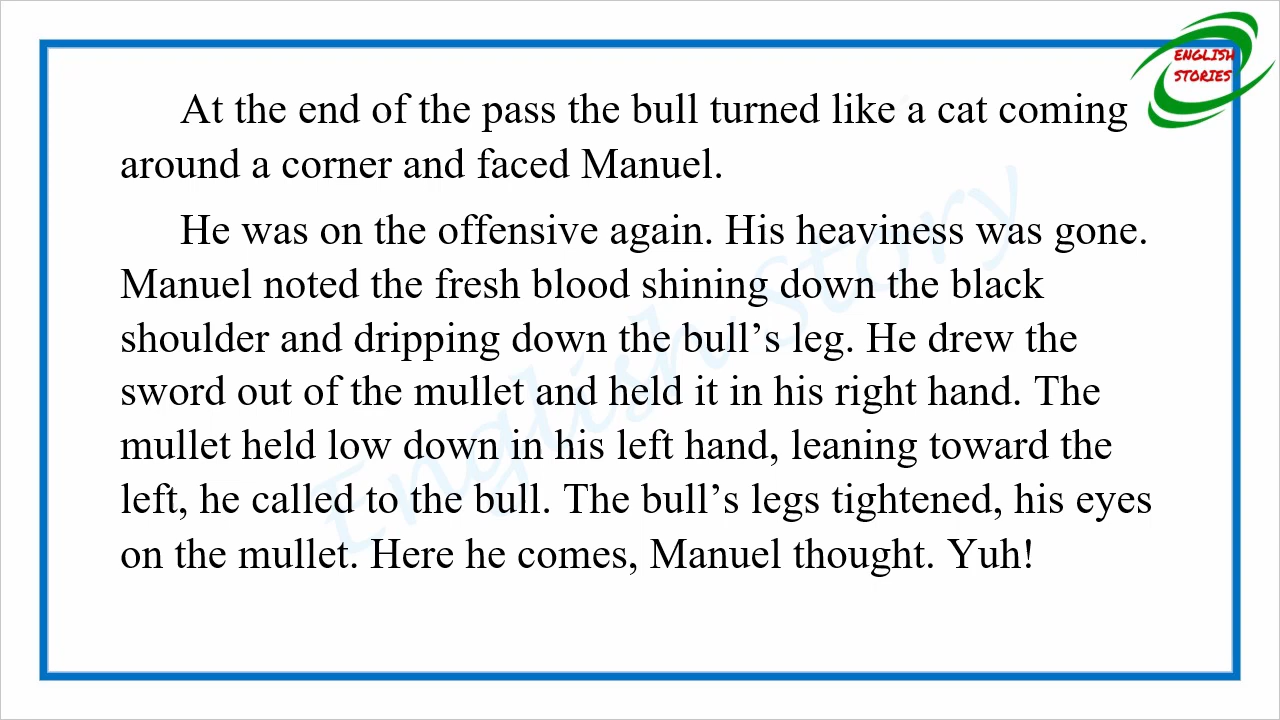 ENGLISH
STORIES
At the end of the pass the bull turned like a cat coming
around a corner and faced Manuel.
He was on the offensive again. His heaviness was gone.
Manuel noted the fresh blood shining down the black
shoulder and dripping down the bull’s leg. He drew the
sword out of the mullet and held it in his right hand. The
mullet held low down in his left hand, leaning toward the
left, he called to the bull. The bull’s legs tightened, his eyes
on the mullet. Here he comes, Manuel thought. Yuh!
English Story